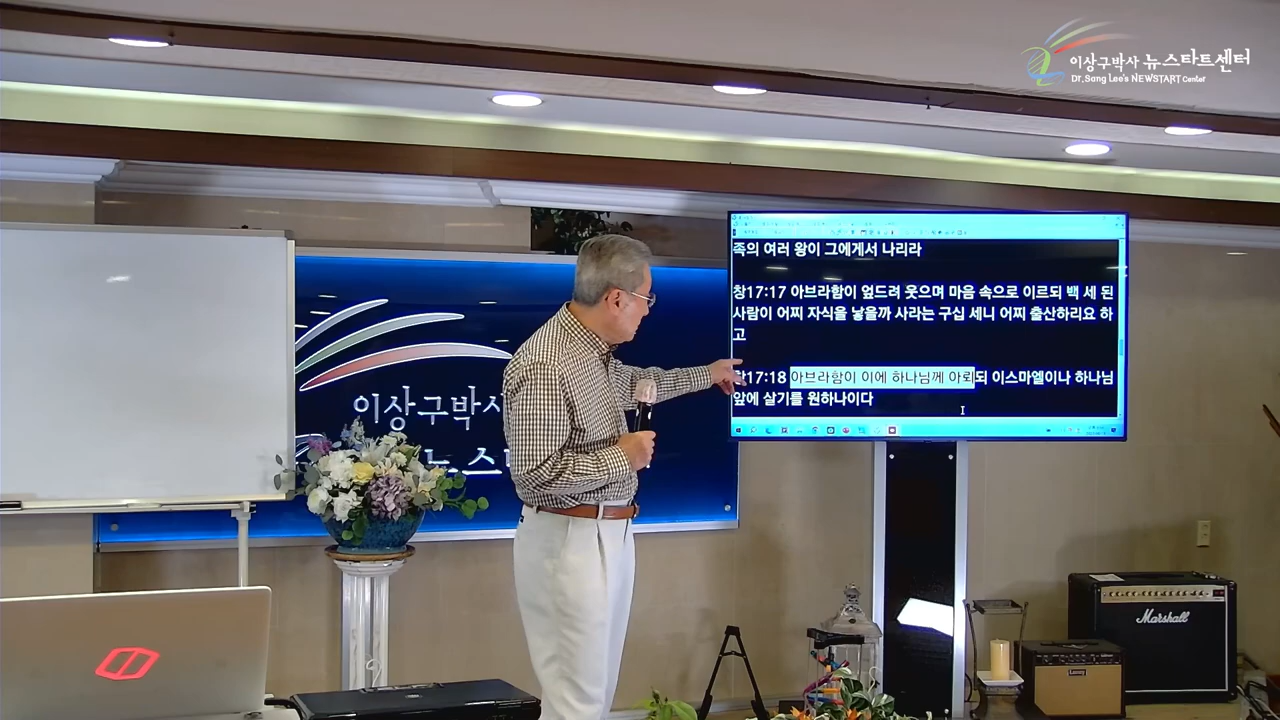 이상구박사 뉴스타트센터
Dr. Sang Lee's NEWSTART Center
족의 여러 왕이 그에게서 나리라
창17:17 아브라함이 엎드려 웃으며 마음 속으로 이르되 백 세 된
사람이 어찌 자식을 낳을까 사라는 구십 세니 어찌 출산하리요 하
고
창17:18 아브라함이 이에 하나님께 아뢰되 이스마엘이나 하나님
앞에 살기를 원하나이다
이상구박사
뉴스타
Marshall
Laney